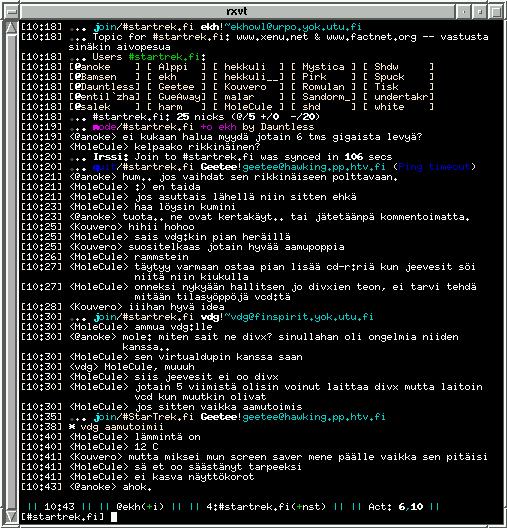 rxvt
[10:18] ... join/#startrek.fi ekh!~ekhowl@urpo.yok.utu.fi
[10:18] ... Topic for #startrek.fi: www.xenu.net & www.factnet.org -- vastusta
sinäkin aivopesua
[10:18] ... Users #startrek.fi:
[10:18] [@anoke ] [ Alppi ] [ hekkuli ] [ Mystica ] [ Shdw ]
[10:18] [@Bamsen ] [ ekh ] [ hekkuli__] [ Pirk ] [ Spuck ]
[10:18] [@Dauntless] [ Geetee ] [ Kouvero ] [ Romulan ] [ Tisk ]
[10:18] [@entil_zha] [ GueAway ] [ malar ] [ Sandorm_ ] [ undertakr]
[10:18] [@salek ] [ harm ] [ MoleCule ] [ shd ] [ white ]
[10:18] ... #startrek.fi: 25 nicks (@/5 +/0 -/20)
[10:19] ... mode/#startrek.fi +o ekh by Dauntless
[10:19] <@anoke> ei kukaan halua myydä jotain 6 tms gigaista levyä?
[10:20] <MoleCule> kelpaako rikkinäinen?
[10:20] ... Irssi: Join to #startrek.fi was synced in 106 secs
[10:20] ... quit/#startrek.fi Geetee!geetee@hawking.pp.htv.fi (Ping timeout)
[10:21] <@anoke> hm.. jos vaihdat sen rikkinäiseen polttavaan.
[10:21] <MoleCule> :) en taida
[10:21] <MoleCule> jos asuttais lähellä niin sitten ehkä
[10:23] <MoleCule> haa löysin kumini
[10:23] <@anoke> tuota.. ne ovat kertakäyt.. tai jätetäänpä kommentoimatta.
[10:25] <Kouvero> hihii hohoo
[10:25] <MoleCule> sais vdg:kin pian heräillä
[10:25] <Kouvero> suositelkaas jotain hyvää aamupoppia
[10:26] <MoleCule> rammstein
[10:27] <MoleCule> täytyy varmaan ostaa pian lisää cd-r:riä kun jeevesit söi
niitä niin kiukulla
[10:27] <MoleCule> onneksi nykyään hallitsen jo divxien teon, ei tarvi tehdä
mitään tilasyöppöjä vcd:tä
[10:28] <Kouvero> iiihan hyvä idea
[10:30] ... join/#startrek.fi vdg!~vdg@finspirit.yok.utu.fi
[10:30] <MoleCule> ammua vdg:lle
[10:30] <@anoke> mole: miten sait ne divx? sinullahan oli ongelmia niiden
kanssa..
[10:30] <MoleCule> sen virtualdupin kanssa saan
[10:30] <vdg> MoleCule, muuuh
[10:30] <MoleCule> siis jeevesit ei oo divx
[10:30] <MoleCule> jotain 5 viimistä olisin voinut laittaa divx mutta laitoin
vcd kun muutkin olivat
[10:30] <MoleCule> jos sitten vaikka aamutoimis
[10:35] ... join/#StarTrek.fi Geetee!geetee@hawking.pp.htv.fi
[10:38] * vdg aamutoimii
[10:40] <MoleCule> lämmintä on
[10:40] <MoleCule> 12 C
[10:41] <Kouvero> mutta miksei mun screen saver mene päälle vaikka sen pitäisi
[10:41] <MoleCule> sä et oo säästänyt tarpeeksi
[10:43] <MoleCule> ei kasva näyttökorot
[10:43] <@anoke> ahok.
|| 10:43 || || @ekh(+i) || || 4:#startrek.fi(+nst) || || Act: 6,10 ||
[#startrek.fi]